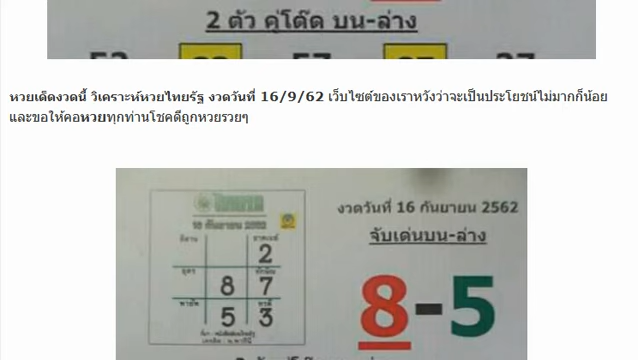 2 ตัว คู่โต๊ด บน-ล่าง
หวยเด็ดงวดนี้ วิเคราะห์หวยไทยรัฐ งวดวันที่ 16/9/62 เว็บไซต์ของเราหวังว่าจะเป็นประโยชน์ไม่มากก็น้อย
และขอให้คอหวยทุกท่านโชคดีถูกหวยรวยๆ
งวดวันที่ 16 กันยายน 2562
16 กันยายน 2562
จับเด่นบน-ล่าง
2
8 7
5 3
8-5